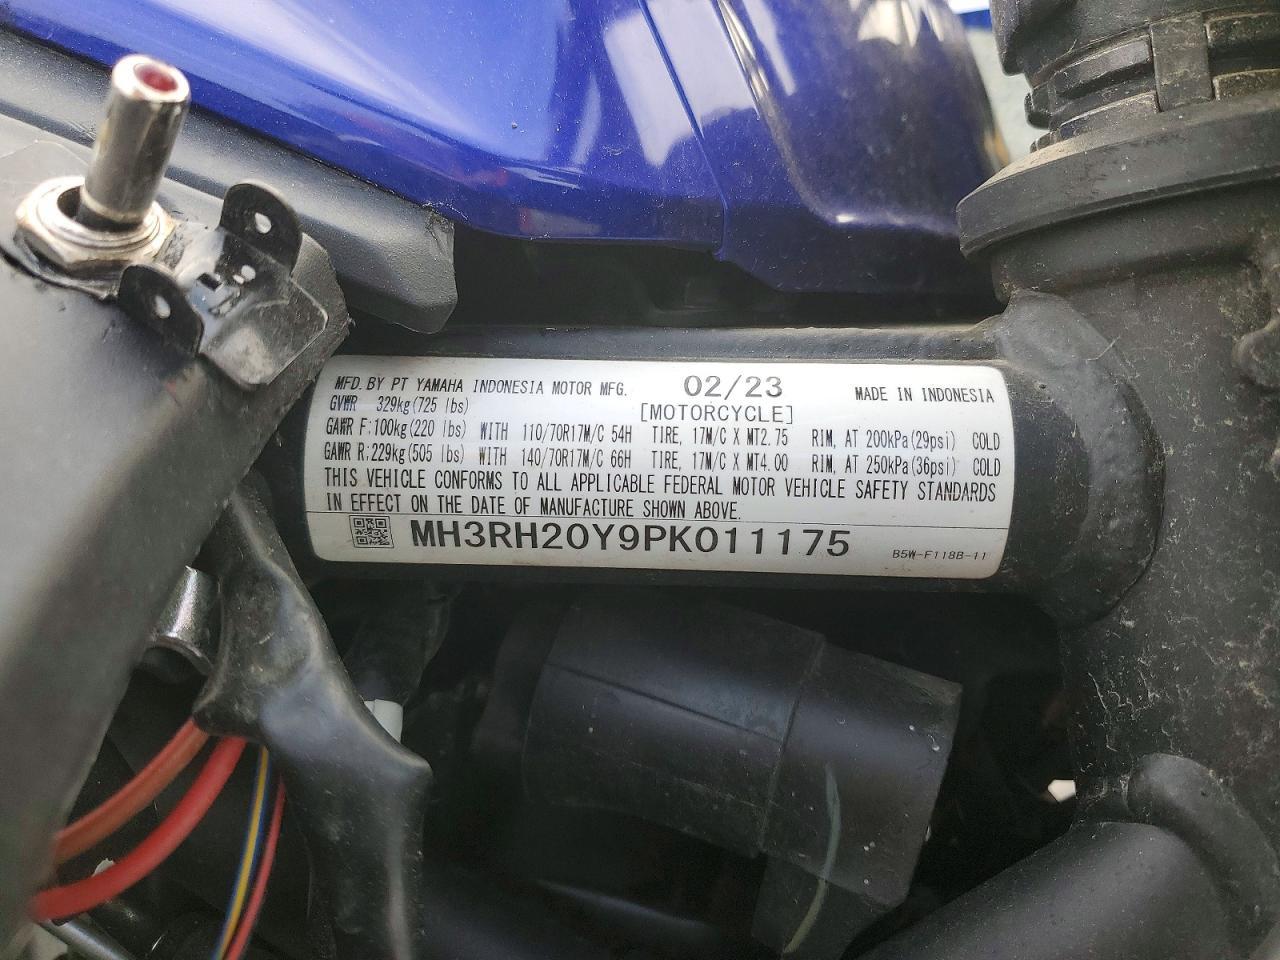 MFD. BY PT YAMAHA INDONESIA MOTOR MFG. 02/23 MADE IN INDONESIA
GVWR 329kg(725 lbs) [MOTORCYCLE]
GAWR F:100kg(220 lbs) WITH 110/70R17M/C 54H TIRE, 17M/C X MT2.75 RIM, AT 200kPa(29psi) COLD
GAWR R:229kg(505 lbs) WITH 140/70R17M/C 66H TIRE, 17M/C X MT4.00 RIM, AT 250kPa(36psi) COLD
THIS VEHICLE CONFORMS TO ALL APPLICABLE FEDERAL MOTOR VEHICLE SAFETY STANDARDS
IN EFFECT ON THE DATE OF MANUFACTURE SHOWN ABOVE.
MH3RH20Y9PK011175 B5W-F118B-11